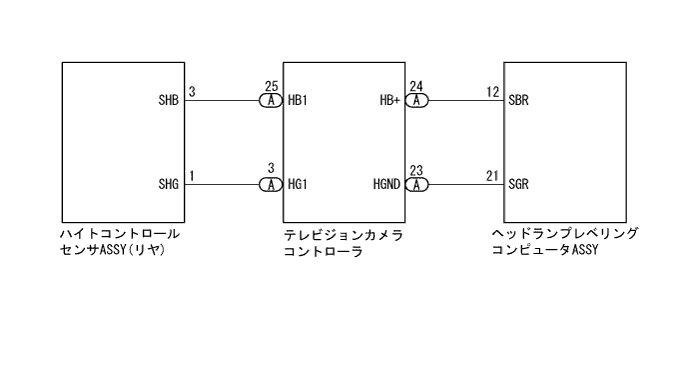 3 25 24 12
SHB A HB1 HB+ A SBR
1 3 23 21
SHG A HG1 HGND A SGR
ハイトコントロール
センサASSY(リヤ)
テレビジョンカメラ
コントローラ
ヘッドランプレベリング
コンピュータASSY